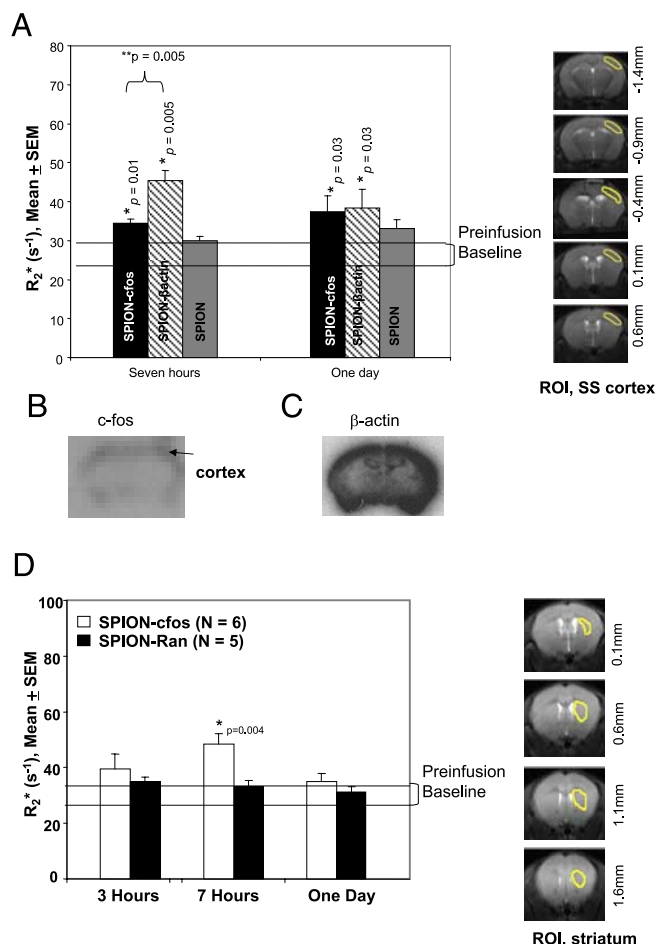 A
80
70
60
50
40
30
20
10
0
R2* (s-1), Mean ± SEM
**p = 0.005
* p = 0.01
* p = 0.005
* p = 0.03
* p = 0.03
SPION-cfos
SPION-βactin
SPION
SPION-cfos
SPION-βactin
SPION
Seven hours
One day
Preinfusion
Baseline
-1.4mm
-0.9mm
-0.4mm
0.1mm
0.6mm
ROI, SS cortex
B
c-fos
cortex
C
β-actin
D
100
80
60
40
20
0
R2* (s-1), Mean ± SEM
SPION-cfos (N = 6)
SPION-Ran (N = 5)
* p=0.004
3 Hours
7 Hours
One Day
Preinfusion
Baseline
0.1mm
0.6mm
1.1mm
1.6mm
ROI, striatum